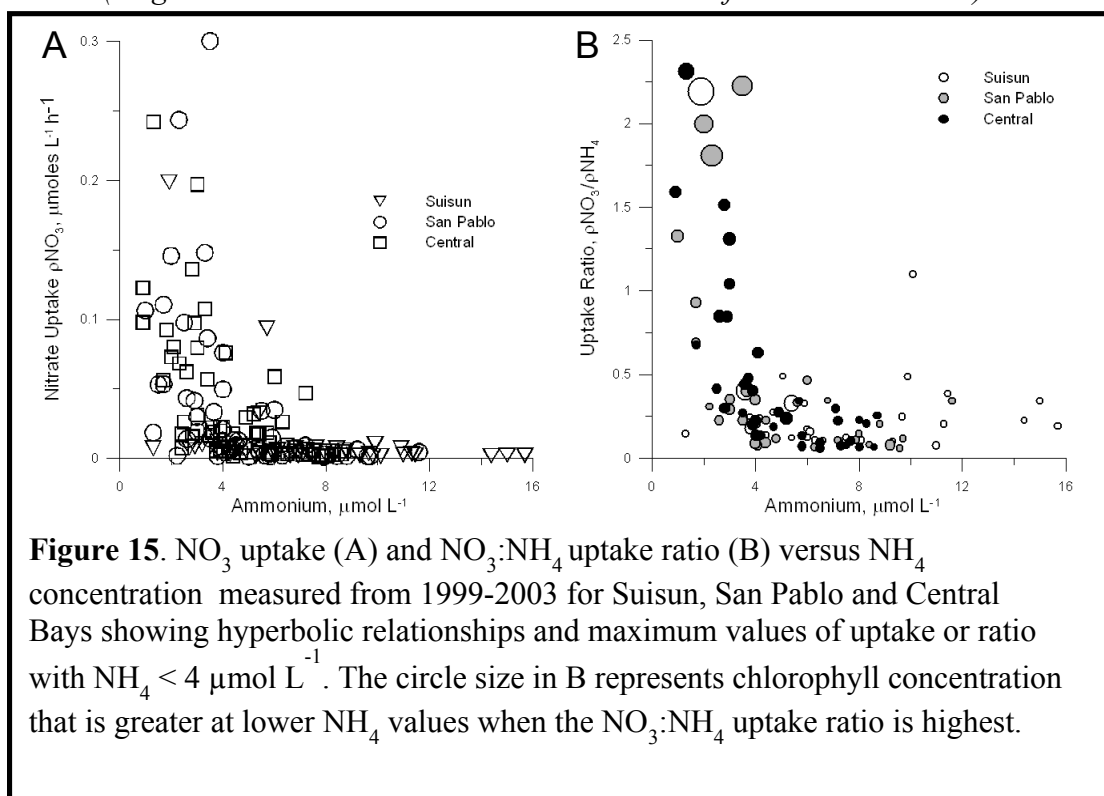 A
0.3
0.2
0.1
0
Nitrate Uptake ρNO₃, μmoles L⁻¹ h⁻¹
Suisun
San Pablo
Central
0 4 8 12 16
Ammonium, μmol L⁻¹
B
2.5
2
1.5
1
0.5
0
Uptake Ratio, ρNO₃/ρNH₄
Suisun
San Pablo
Central
0 4 8 12 16
Ammonium, μmol L⁻¹
Figure 15. NO₃ uptake (A) and NO₃:NH₄ uptake ratio (B) versus NH₄
concentration measured from 1999-2003 for Suisun, San Pablo and Central
Bays showing hyperbolic relationships and maximum values of uptake or ratio
with NH₄ < 4 µmol L⁻¹. The circle size in B represents chlorophyll concentration
that is greater at lower NH₄ values when the NO₃:NH₄ uptake ratio is highest.